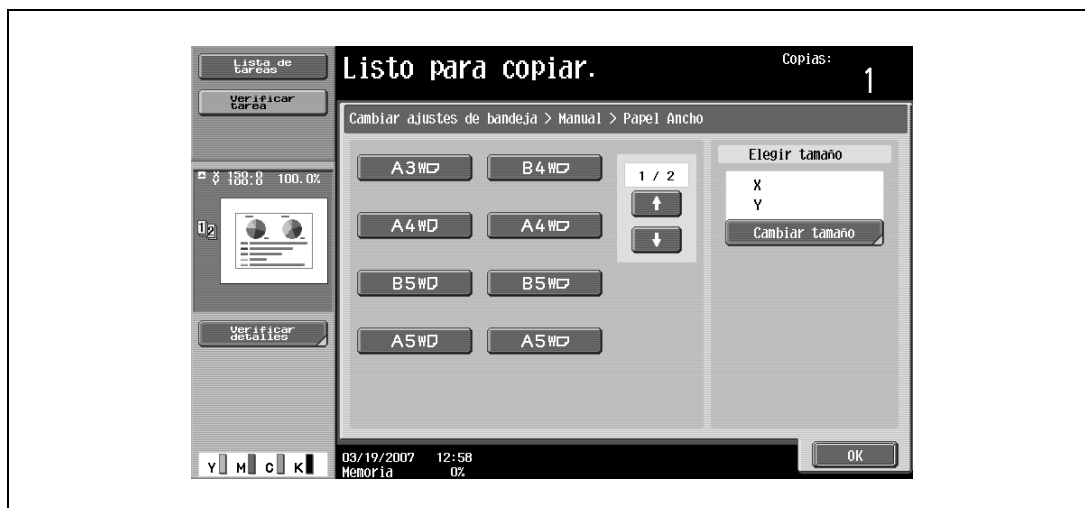 Lista de
tareas
Verificar
tarea
Listo para copiar.
Copias:
1
Cambiar ajustes de bandeja > Manual > Papel Ancho
X
Y
100.0%
1 2
Verificar
detalles
A3W B4W
A4W A4W
B5W B5W
A5W A5W
1 / 2
Elegir tamaño
X
Y
Cambiar tamaño
Y M C K
03/19/2007 12:58
Memoria 0%
OK